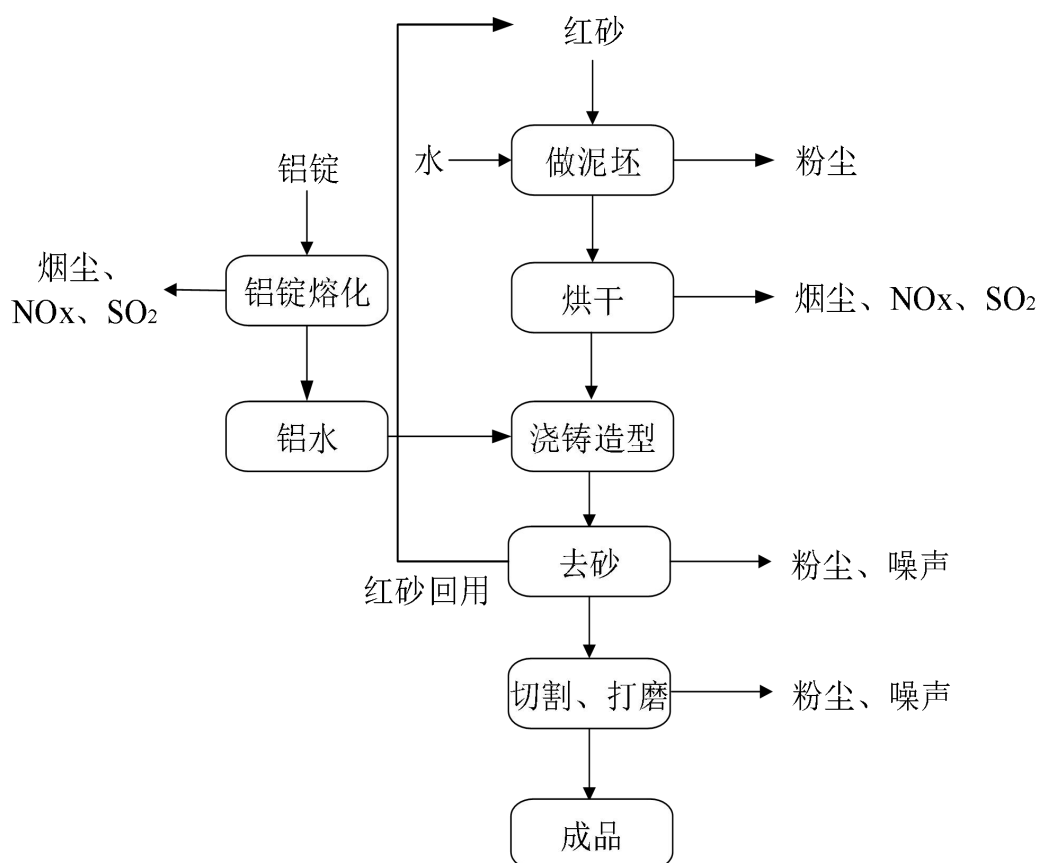 红砂
水
做泥坯
粉尘
铝锭
烟尘、
NOx、SO₂
铝锭熔化
烘干
烟尘、NOx、SO₂
铝水
浇铸造型
去砂
粉尘、噪声
红砂回用
切割、打磨
粉尘、噪声
成品